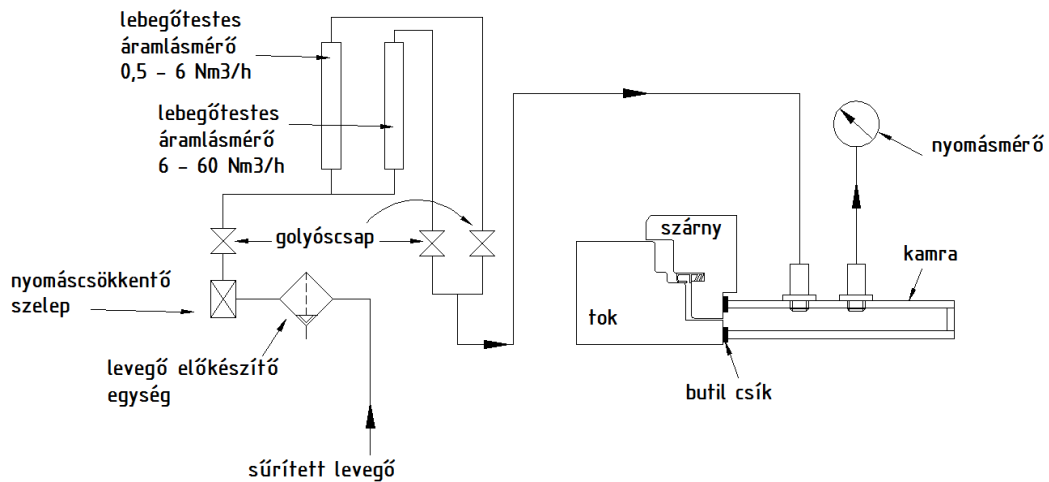 lebegőtestes
áramlásmérő
0,5 – 6 Nm3/h
lebegőtestes
áramlásmérő
6 – 60 Nm3/h
nyomásmérő
szárny
golyóscsap
kamra
nyomáscsökkentő
szelep
tok
levegő előkészítő
egység
butil csík
sűrített levegő